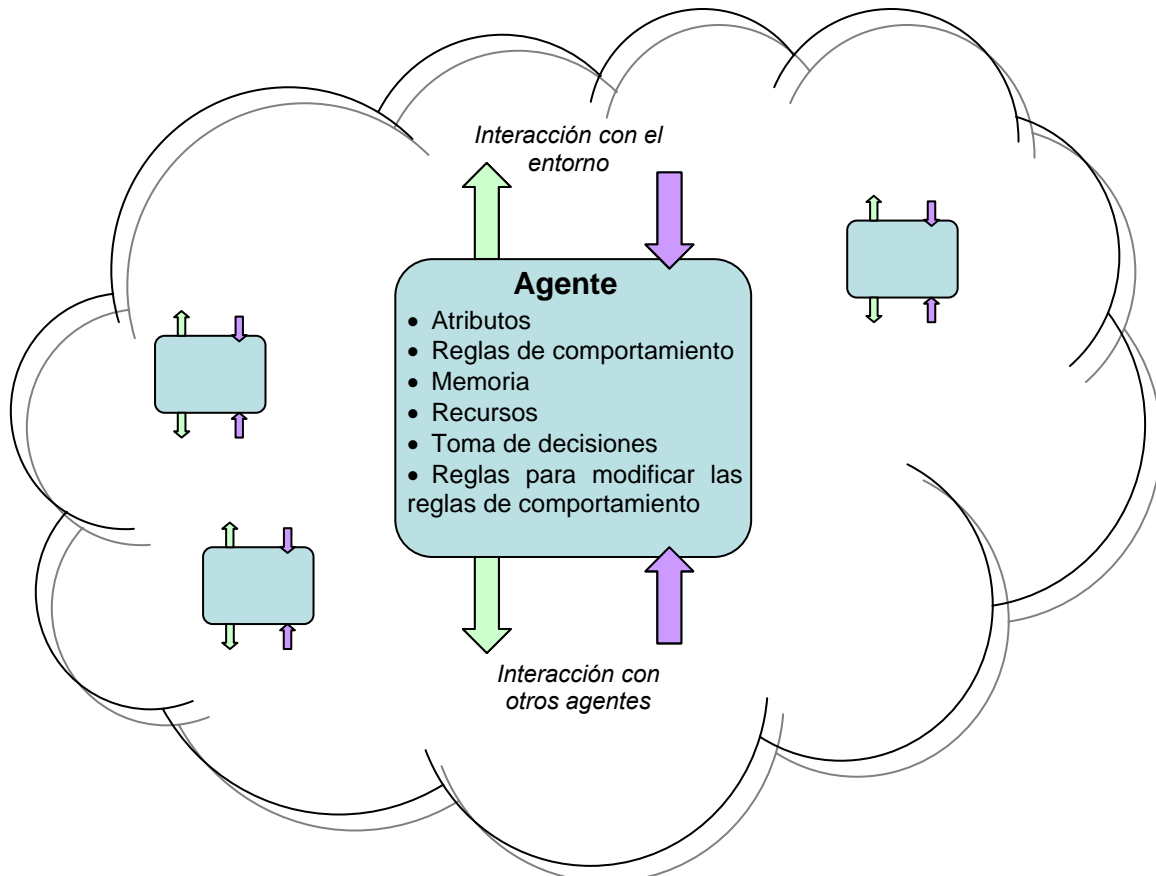 Interacción con el
entorno
Agente
• Atributos
• Reglas de comportamiento
• Memoria
• Recursos
• Toma de decisiones
• Reglas para modificar las
reglas de comportamiento
Interacción con
otros agentes